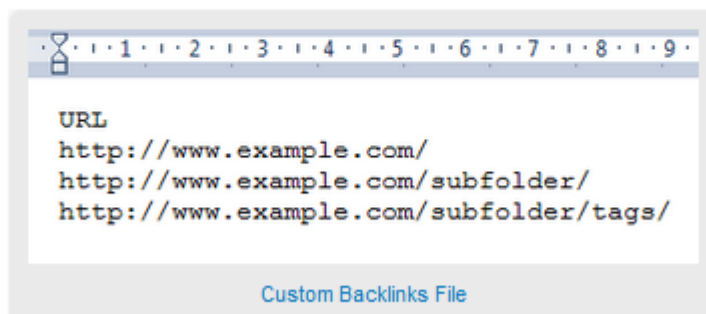 1 2 3 4 5 6 7 8 9
URL
http://www.example.com/
http://www.example.com/subfolder/
http://www.example.com/subfolder/tags/
Custom Backlinks File